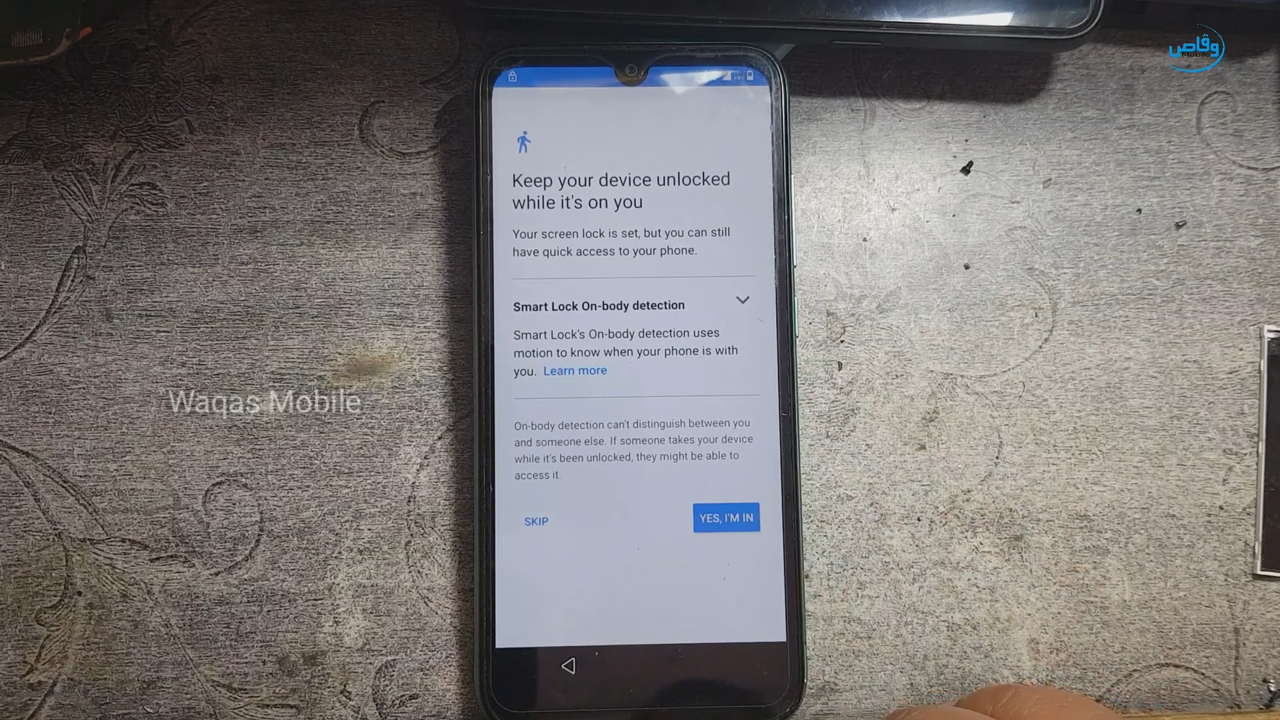 وقاص
Keep your device unlocked
while it's on you
Your screen lock is set, but you can still
have quick access to your phone.
Smart Lock On-body detection
Smart Lock's On-body detection uses
motion to know when your phone is with
you. Learn more
Waqas Mobile
On-body detection can't distinguish between you
and someone else. If someone takes your device
while it's been unlocked, they might be able to
access it.
SKIP
YES, I'M IN